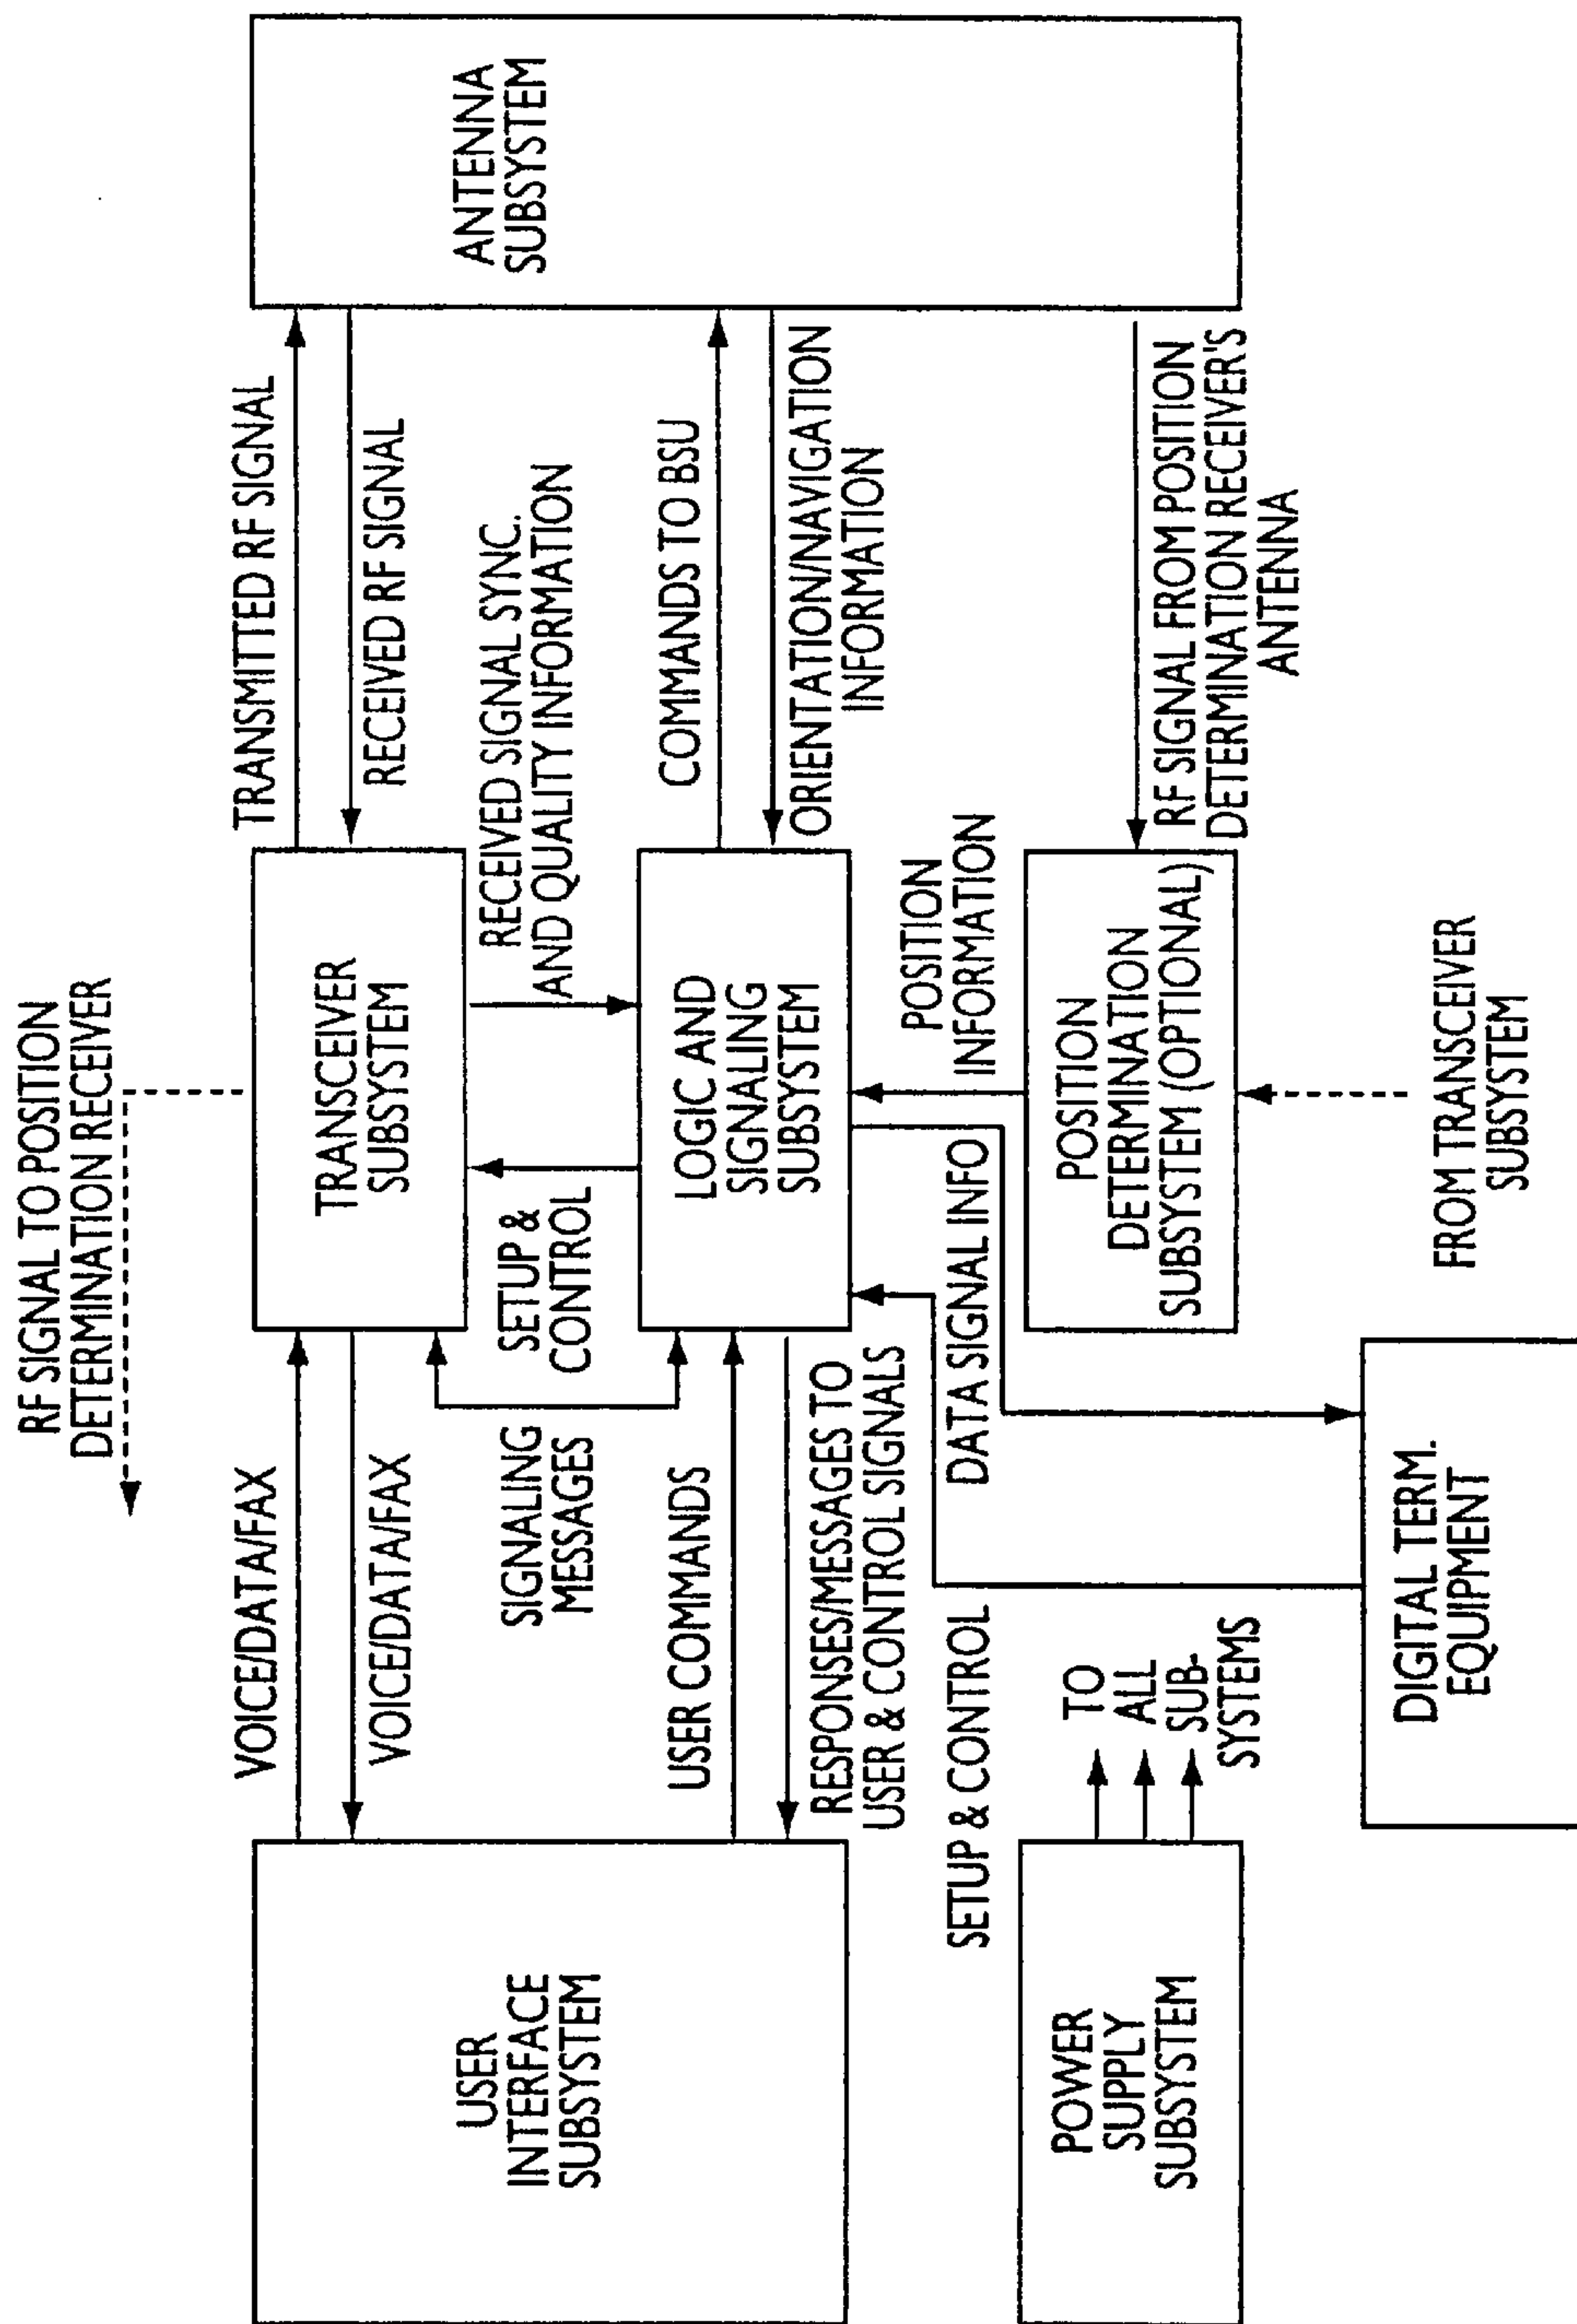 RF SIGNAL TO POSITION
DETERMINATION RECEIVER
VOICE/DATA/FAX
TRANSMITTED RF SIGNAL
VOICE/DATA/FAX
RECEIVED RF SIGNAL
USER
INTERFACE
SUBSYSTEM
TRANSCEIVER
SUBSYSTEM
ANTENNA
SUBSYSTEM
SIGNALING
MESSAGES
SETUP &
CONTROL
RECEIVED SIGNAL SYNC.
AND QUALITY INFORMATION
USER COMMANDS
LOGIC AND
SIGNALING
SUBSYSTEM
COMMANDS TO BSU
RESPONSES/MESSAGES TO
USER & CONTROL SIGNALS
ORIENTATION/NAVIGATION
INFORMATION
SETUP & CONTROL
DATA SIGNAL INFO
POSITION
INFORMATION
POWER
SUPPLY
SUBSYSTEM
TO
ALL
SUB-
SYSTEMS
POSITION
DETERMINATION
SUBSYSTEM (OPTIONAL)
RF SIGNAL FROM POSITION
DETERMINATION RECEIVER'S
ANTENNA
DIGITAL TERM.
EQUIPMENT
FROM TRANSCEIVER
SUBSYSTEM